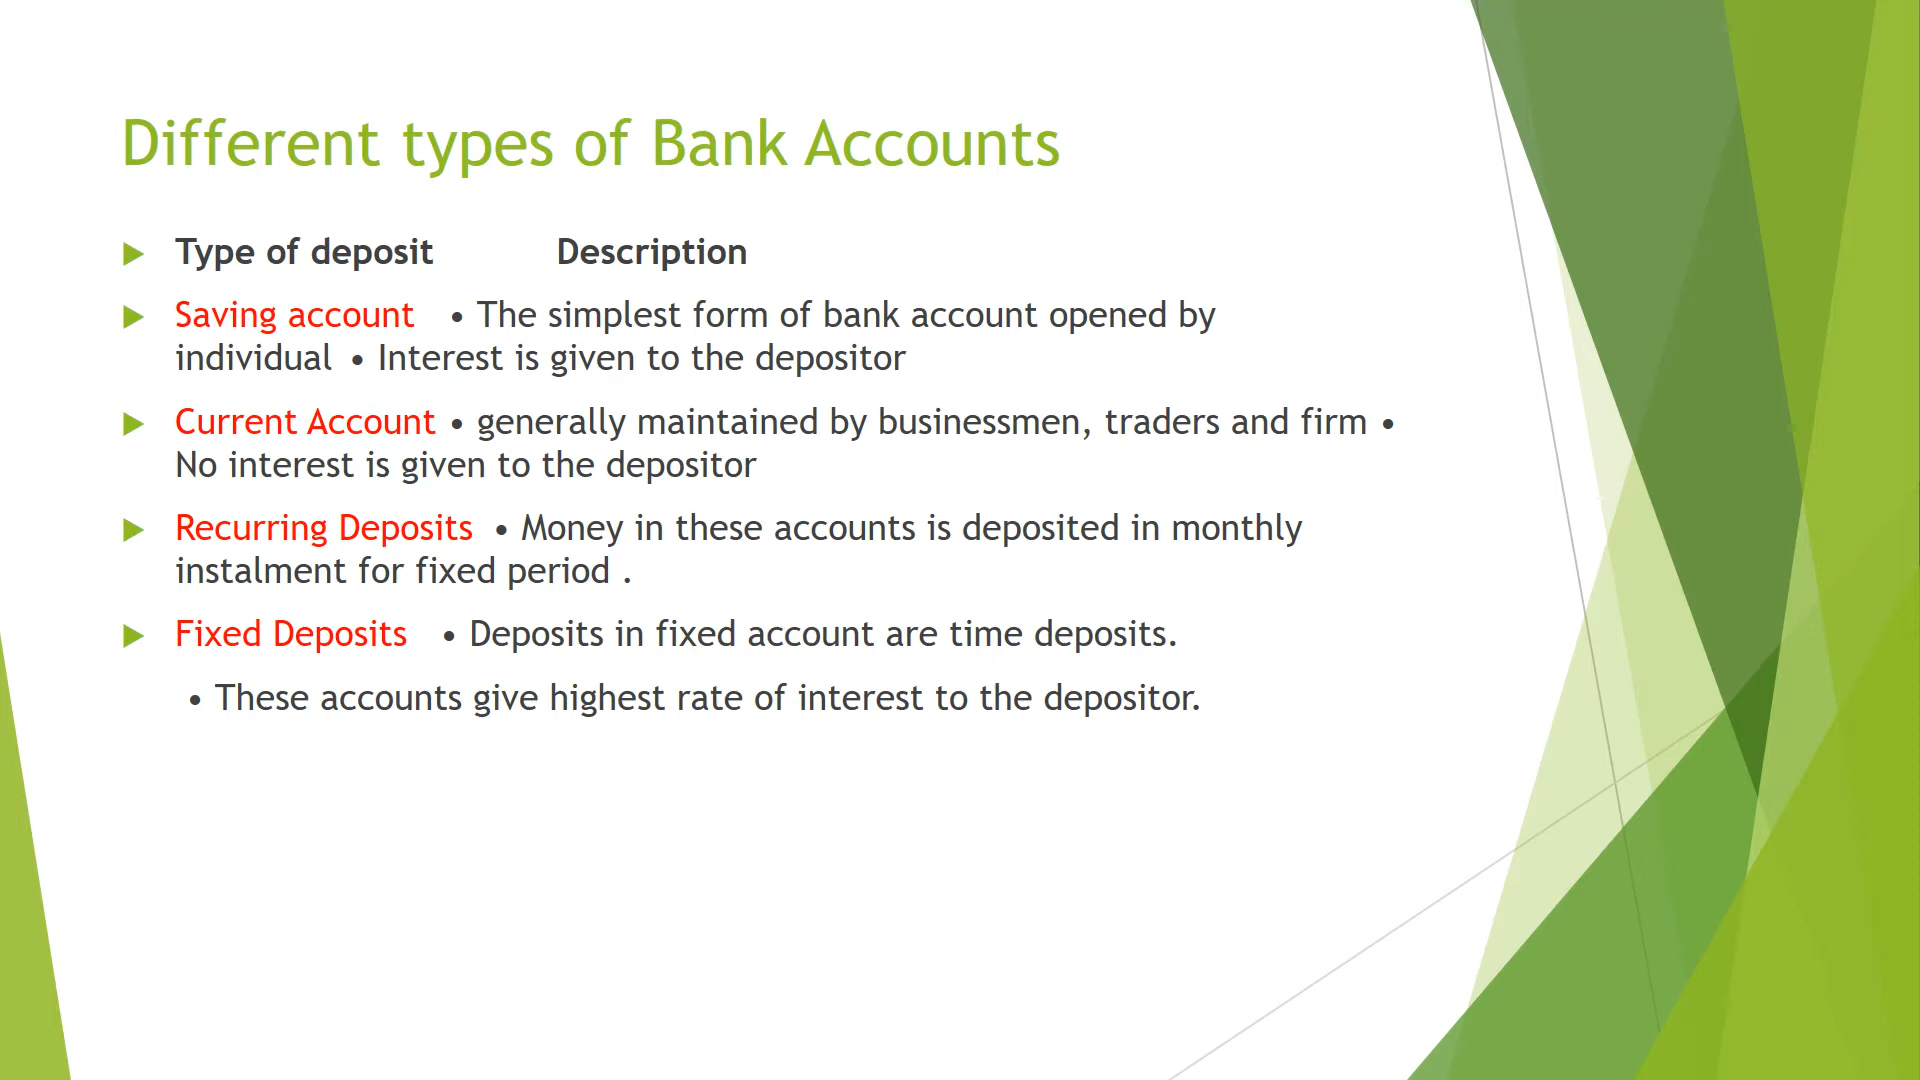 Different types of Bank Accounts
Type of deposit Description
Saving account • The simplest form of bank account opened by
individual • Interest is given to the depositor
Current Account • generally maintained by businessmen, traders and firm •
No interest is given to the depositor
Recurring Deposits • Money in these accounts is deposited in monthly
instalment for fixed period .
Fixed Deposits • Deposits in fixed account are time deposits.
• These accounts give highest rate of interest to the depositor.